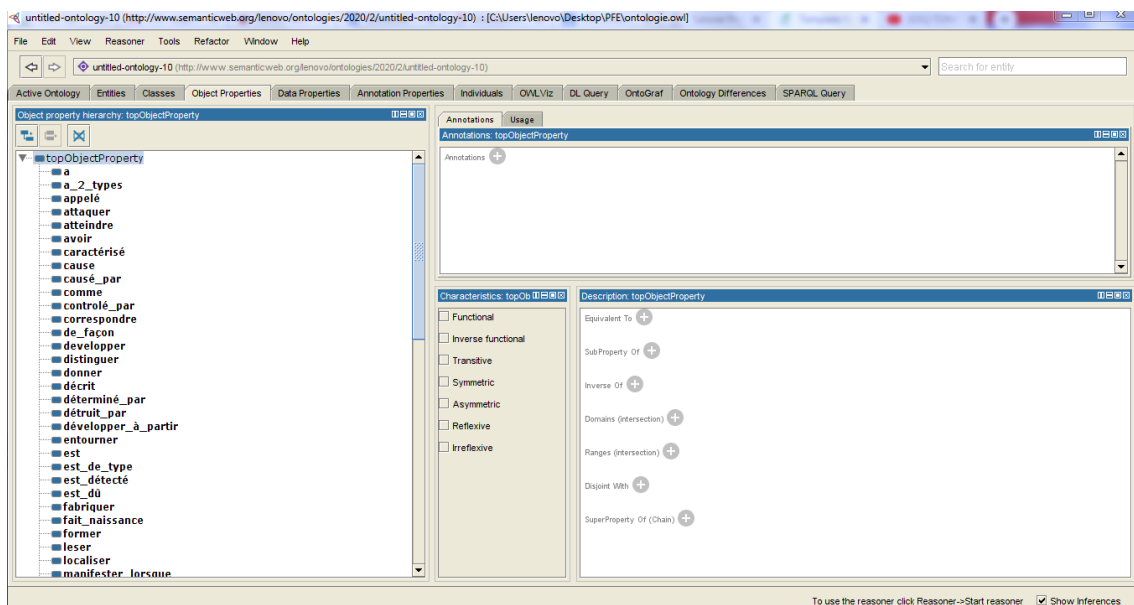 untitled-ontology-10 (http://www.semanticweb.org/lenovo/ontologies/2020/2/untitled-ontology-10) : [C:\Users\lenovo\Desktop\PFE\ontologie.owl]
File Edit View Reasoner Tools Refactor Window Help
untitled-ontology-10 (http://www.semanticweb.org/lenovo/ontologies/2020/2/untitled-ontology-10)
Search for entity
Active Ontology Entities Classes Object Properties Data Properties Annotation Properties Individuals OWLViz DL Query OntoGraf Ontology Differences SPARQL Query
Object property hierarchy: topObjectProperty
topObjectProperty
a
a_2_types
appelé
attaquer
atteindre
avoir
caractérisé
cause
causé_par
comme
controlé_par
correspondre
de_façon
developper
distinguer
donner
décrit
déterminé_par
détruit_par
développer_à_partir
entourner
est
est_de_type
est_détecté
est_dû
fabriquer
fait_naissance
former
leser
localiser
manifester_lorsque
Annotations Usage
Annotations: topObjectProperty
Annotations
Characteristics: topOb
Functional
Inverse functional
Transitive
Symmetric
Asymmetric
Reflexive
Irreflexive
Description: topObjectProperty
Equivalent To
SubProperty Of
Inverse Of
Domains (intersection)
Ranges (intersection)
Disjoint With
SuperProperty Of (Chain)
To use the reasoner click Reasoner->Start reasoner Show Inferences